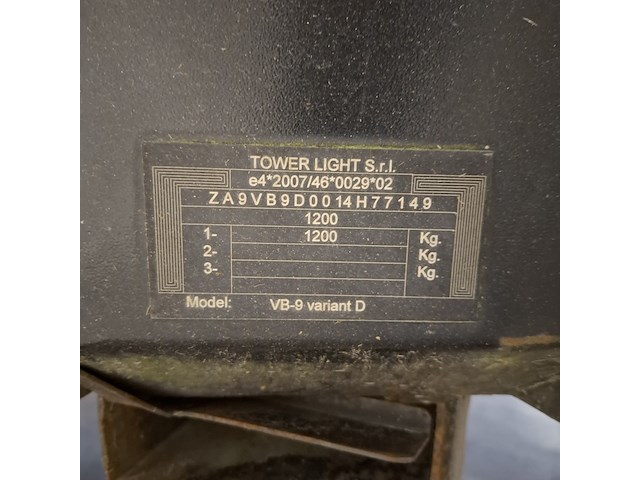 TOWER LIGHT S.r.l.
e4*2007/46*0029*02
ZA9VB9D0014H77149
1200
1- 1200 Kg.
2- Kg.
3- Kg.
Model: VB-9 variant D